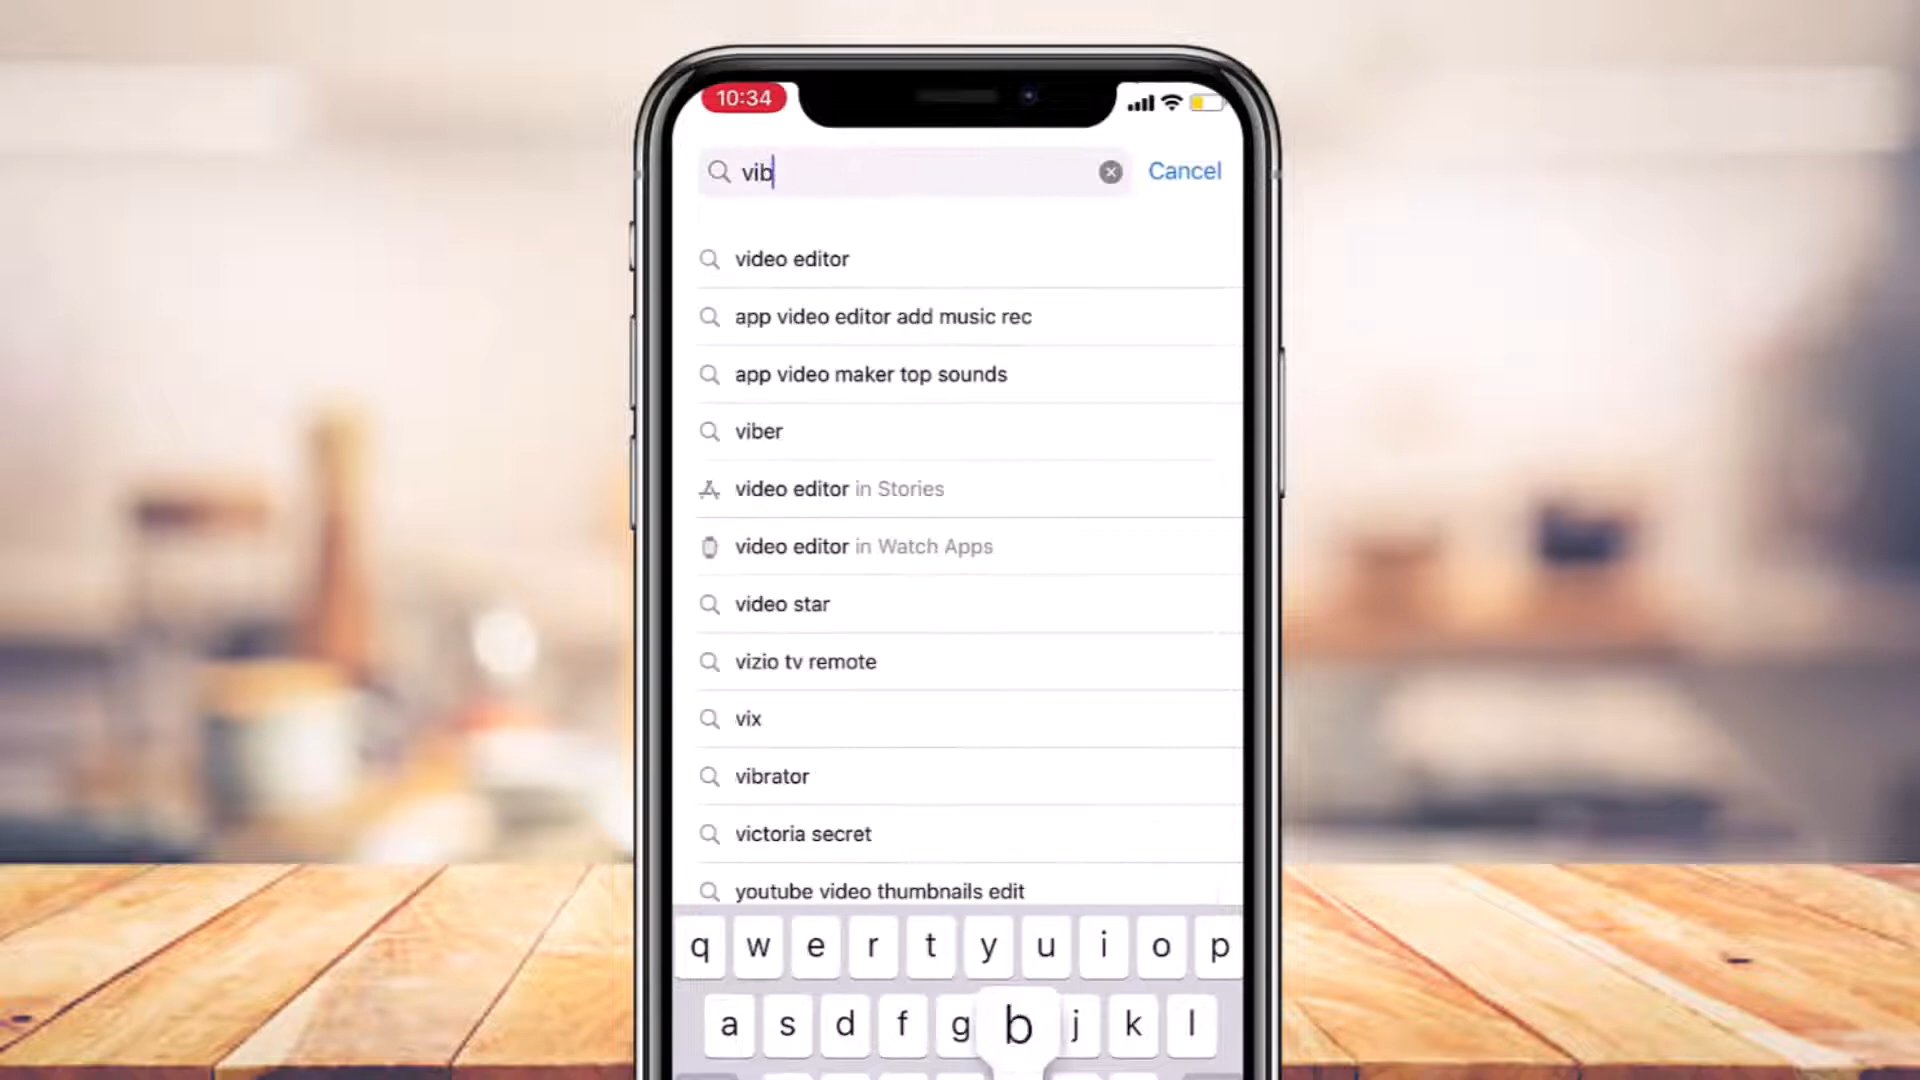 10:34
vib
Cancel
video editor
app video editor add music rec
app video maker top sounds
viber
video editor in Stories
video editor in Watch Apps
video star
vizio tv remote
vix
vibrator
victoria secret
youtube video thumbnails edit
q w e r t y u i o p
a s d f g b j k l